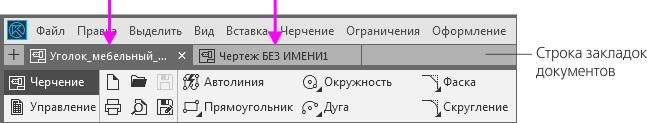 Файл Правка Выделить Вид Вставка Черчение Ограничения Оформление
+ Уголок_мебельный_... × Чертеж БЕЗ ИМЕНИ1
Строка закладок
документов
Черчение Автолиния Окружность Фаска
Управление Прямоугольник Дуга Скругление